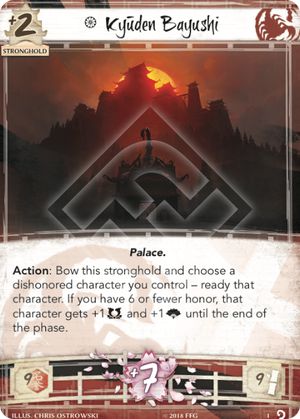 +2
STRONGHOLD
Kyūden Bayushi
Palace.
Action: Bow this stronghold and choose a
dishonored character you control – ready that
character. If you have 6 or fewer honor, that
character gets +1 and +1 until the end of
the phase.
9
+7
9
ILLUS. CHRIS OSTROWSKI
© 2018 FFG
1